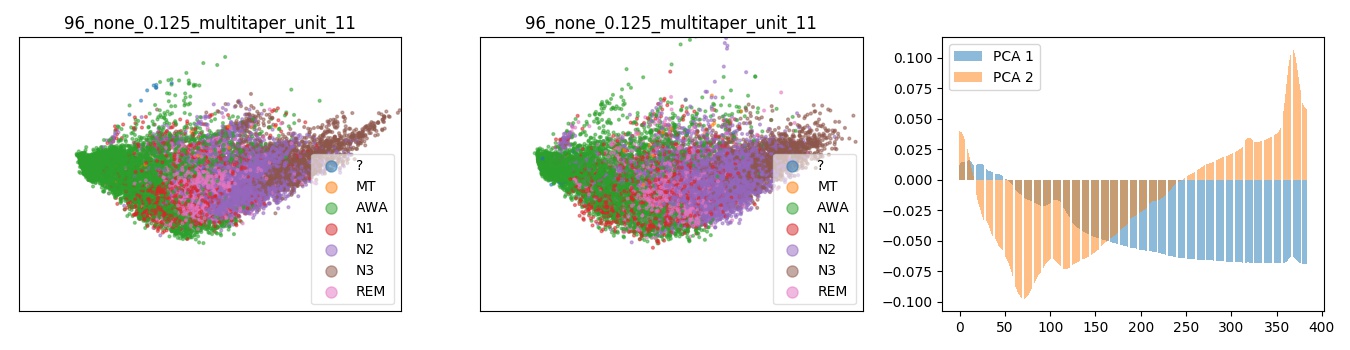 96_none_0.125_multitaper_unit_11
?
MT
AWA
N1
N2
N3
REM
96_none_0.125_multitaper_unit_11
?
MT
AWA
N1
N2
N3
REM
PCA 1
PCA 2
0.100
0.075
0.050
0.025
0.000
−0.025
−0.050
−0.075
−0.100
0 50 100 150 200 250 300 350 400